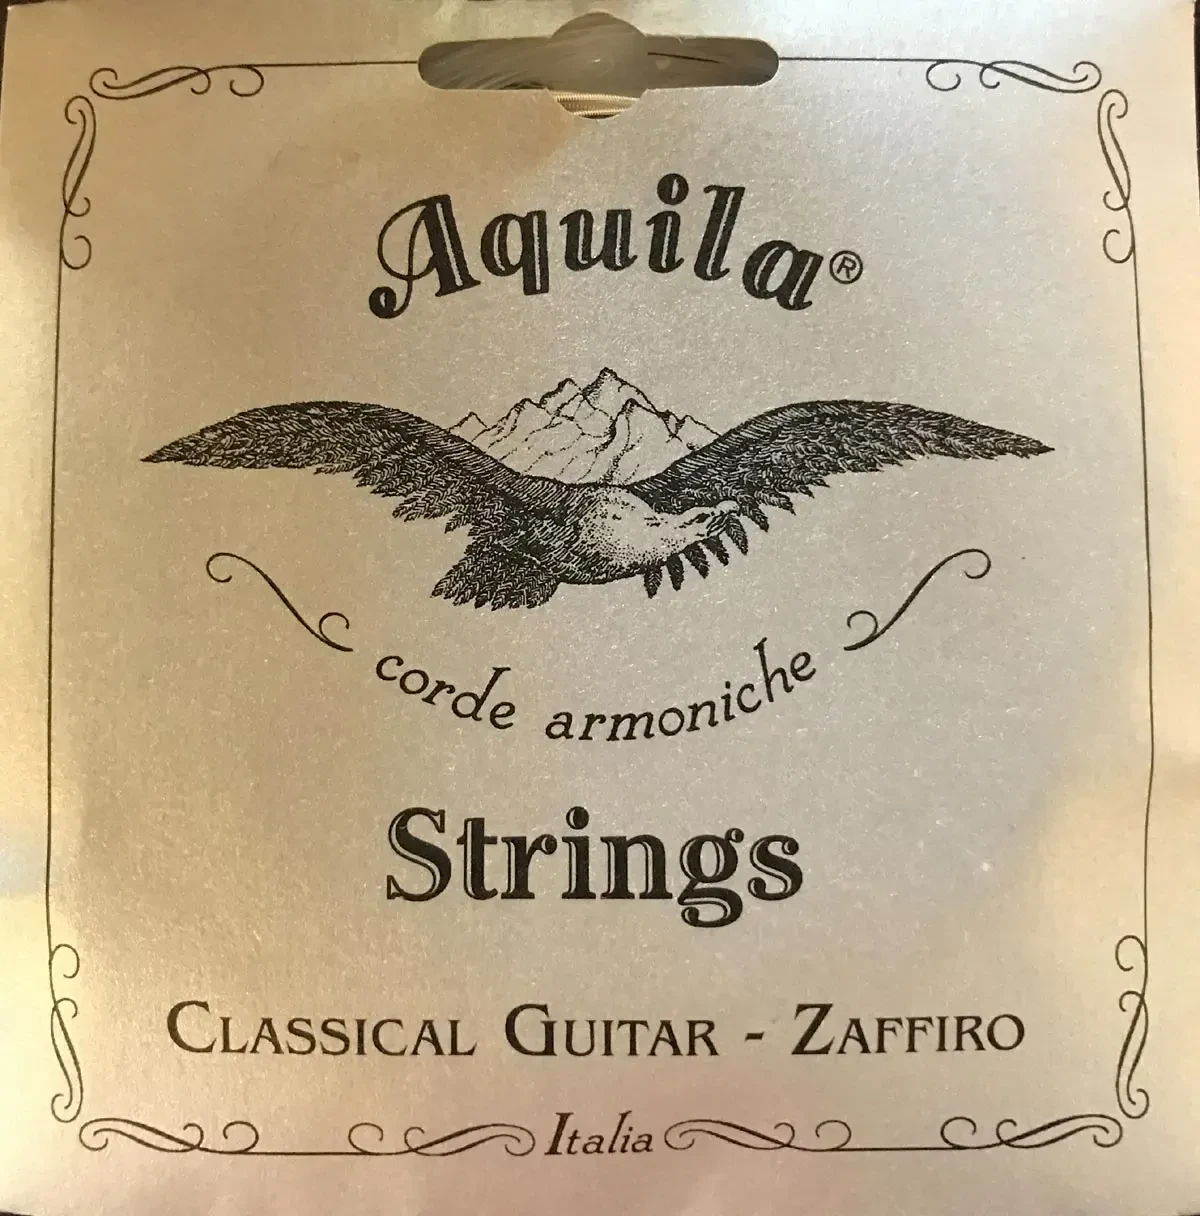 Aquila®
corde armoniche
Strings
CLASSICAL GUITAR - ZAFFIRO
Italia